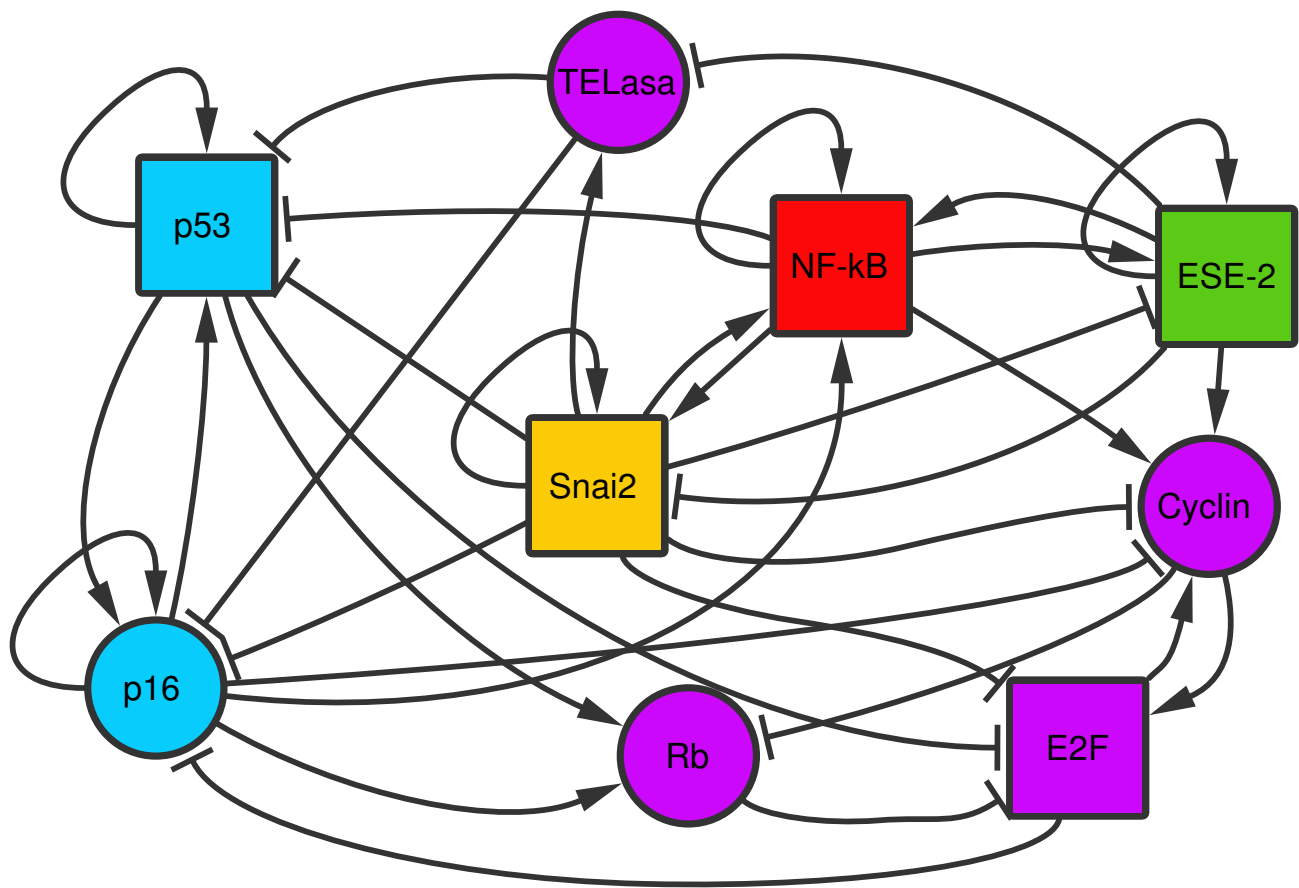 TELasa
p53
NF-kB
ESE-2
Snai2
Cyclin
p16
Rb
E2F